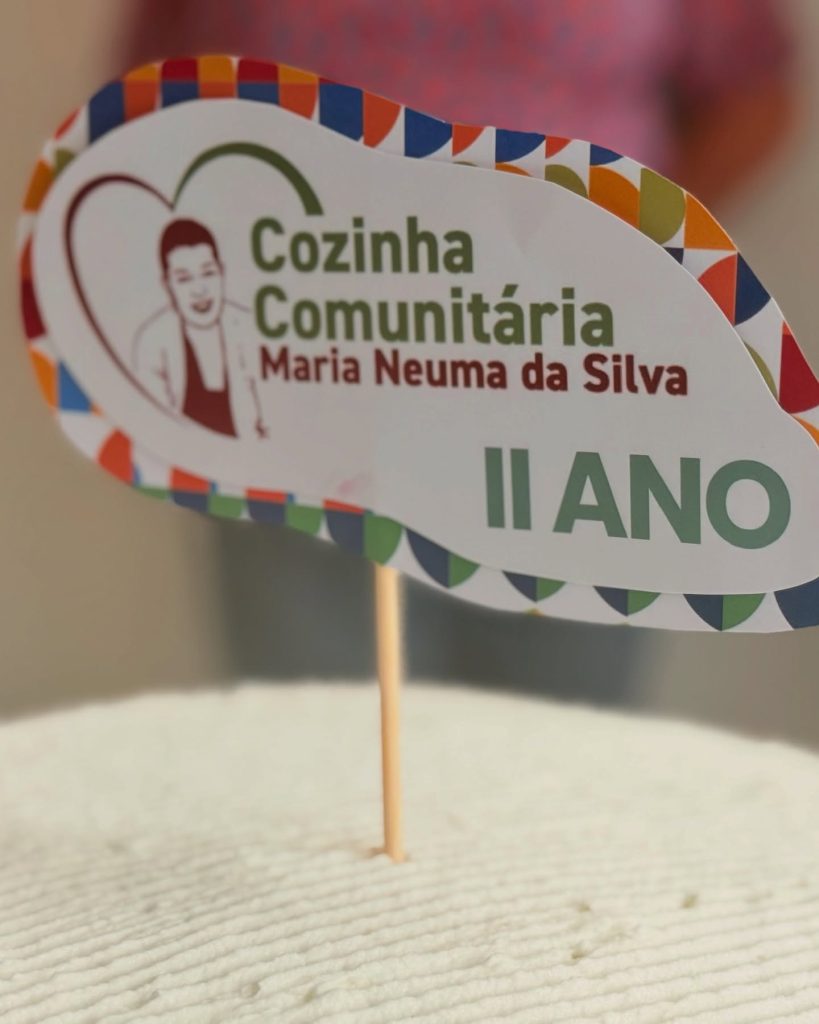 Cozinha
Comunitária
Maria Neuma da Silva
II ANO